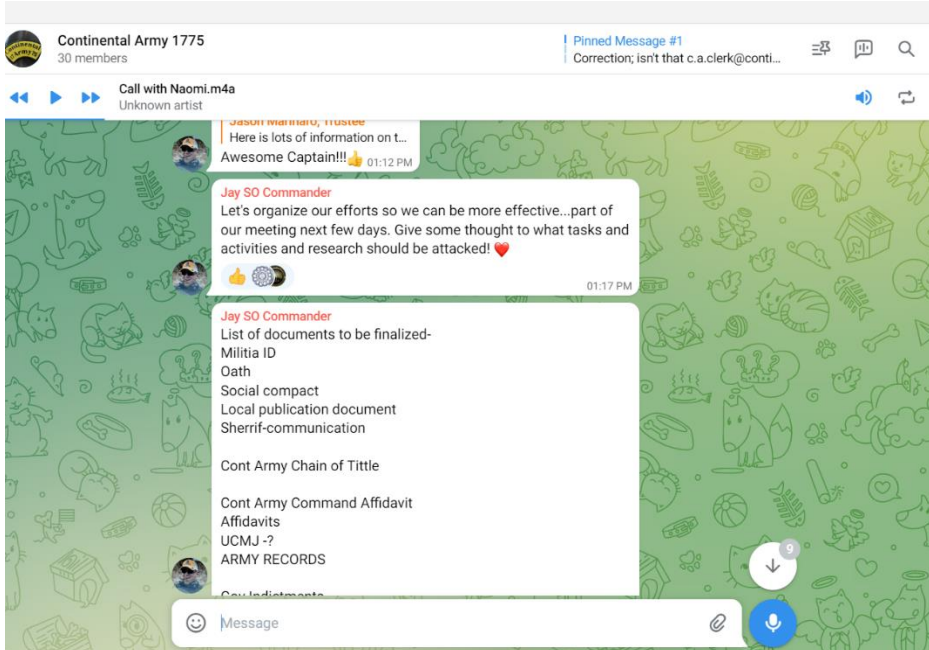 Continental Army 1775
30 members
Pinned Message #1
Correction; isn't that c.a.clerk@conti...
Call with Naomi.m4a
Unknown artist
Jason Marinaro, Trustee
Here is lots of information on t...
Awesome Captain!!!👍 01:12 PM
Jay SO Commander
Let's organize our efforts so we can be more effective...part of
our meeting next few days. Give some thought to what tasks and
activities and research should be attacked! ❤️
👍
01:17 PM
Jay SO Commander
List of documents to be finalized-
Militia ID
Oath
Social compact
Local publication document
Sherrif-communication
Cont Army Chain of Tittle
Cont Army Command Affidavit
Affidavits
UCMJ -?
ARMY RECORDS
Gov Indictments
9
Message